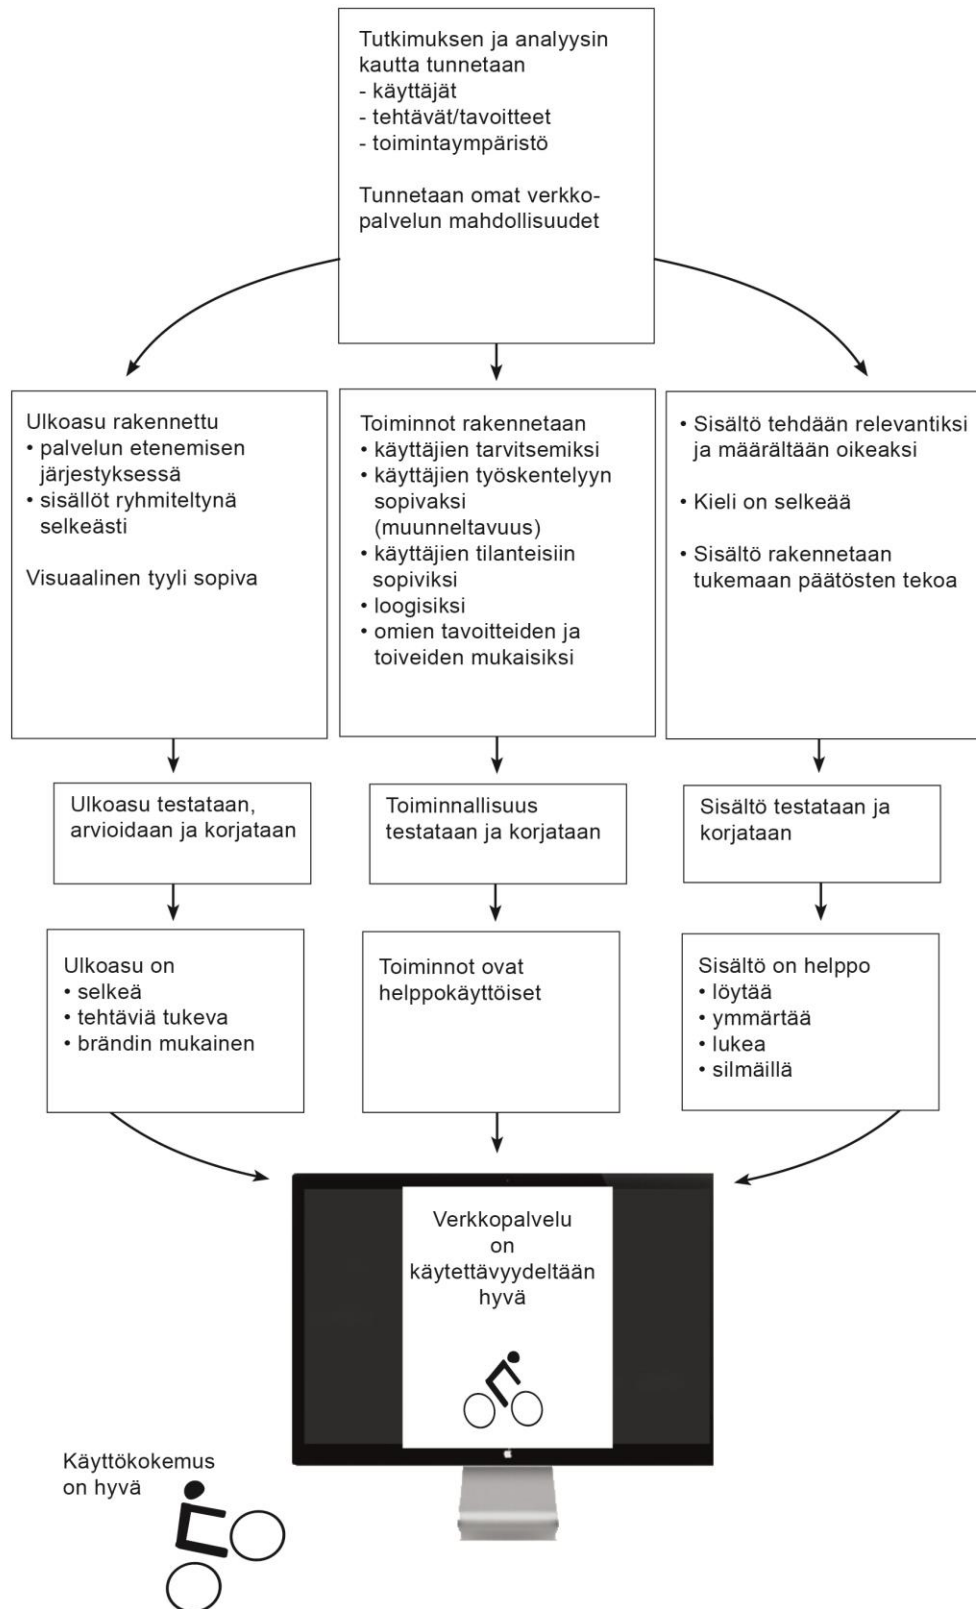 Tutkimuksen ja analyysin
kautta tunnetaan
- käyttäjät
- tehtävät/tavoitteet
- toimintaympäristö
Tunnetaan omat verkko-
palvelun mahdollisuudet
Ulkoasu rakennettu
• palvelun etenemisen
järjestyksessä
• sisällöt ryhmiteltynä
selkeästi
Visuaalinen tyyli sopiva
Toiminnot rakennetaan
• käyttäjien tarvitsemiksi
• käyttäjien työskentelyyn
sopivaksi
(muunneltavuus)
• käyttäjien tilanteisiin
sopiviksi
• loogisiksi
• omien tavoitteiden ja
toiveiden mukaisiksi
• Sisältö tehdään relevantiksi
ja määrältään oikeaksi
• Kieli on selkeää
• Sisältö rakennetaan
tukemaan päätösten tekoa
Ulkoasu testataan,
arvioidaan ja korjataan
Toiminnallisuus
testataan ja korjataan
Sisältö testataan ja
korjataan
Ulkoasu on
• selkeä
• tehtäviä tukeva
• brändin mukainen
Toiminnot ovat
helppokäyttöiset
Sisältö on helppo
• löytää
• ymmärtää
• lukea
• silmäillä
Verkkopalvelu
on
käytettävyydeltään
hyvä
Käyttökokemus
on hyvä